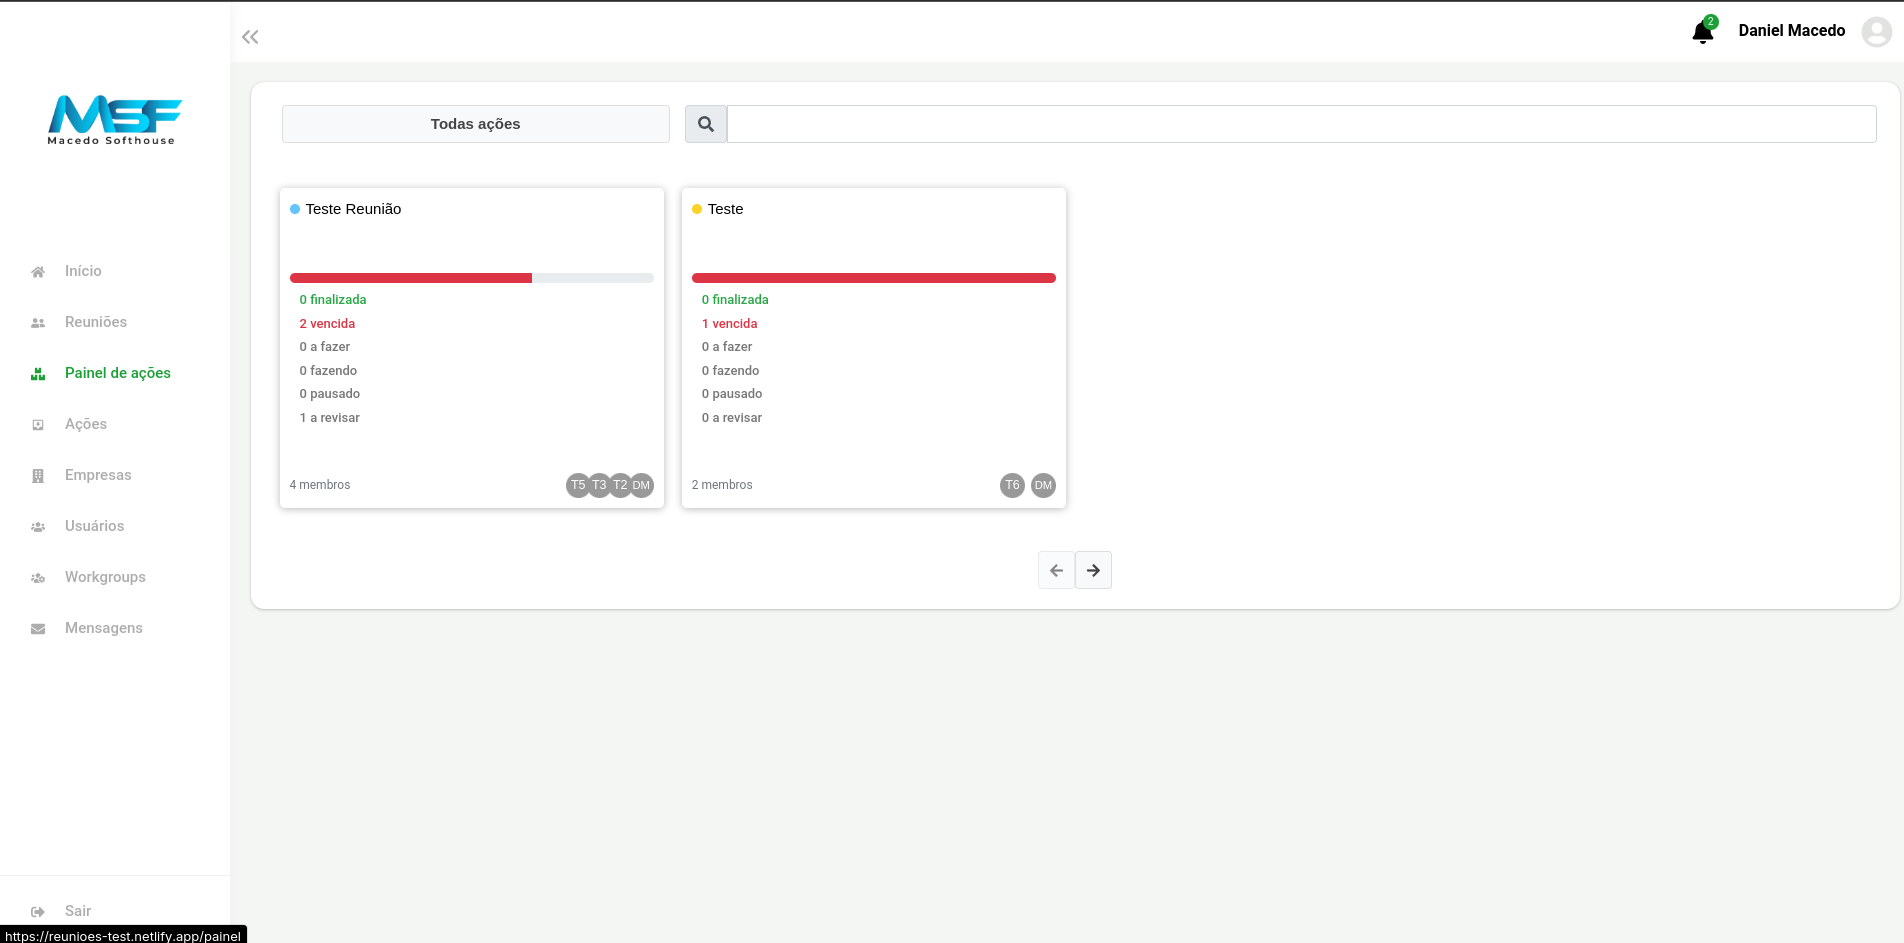 2
Daniel Macedo
MSF
Macedo Softhouse
Início
Reuniões
Painel de ações
Ações
Empresas
Usuários
Workgroups
Mensagens
Sair
https://reunioes-test.netlify.app/painel
Todas ações
Teste Reunião
0 finalizada
2 vencida
0 a fazer
0 fazendo
0 pausado
1 a revisar
4 membros
T5 T3 T2 DM
Teste
0 finalizada
1 vencida
0 a fazer
0 fazendo
0 pausado
0 a revisar
2 membros
T6 DM